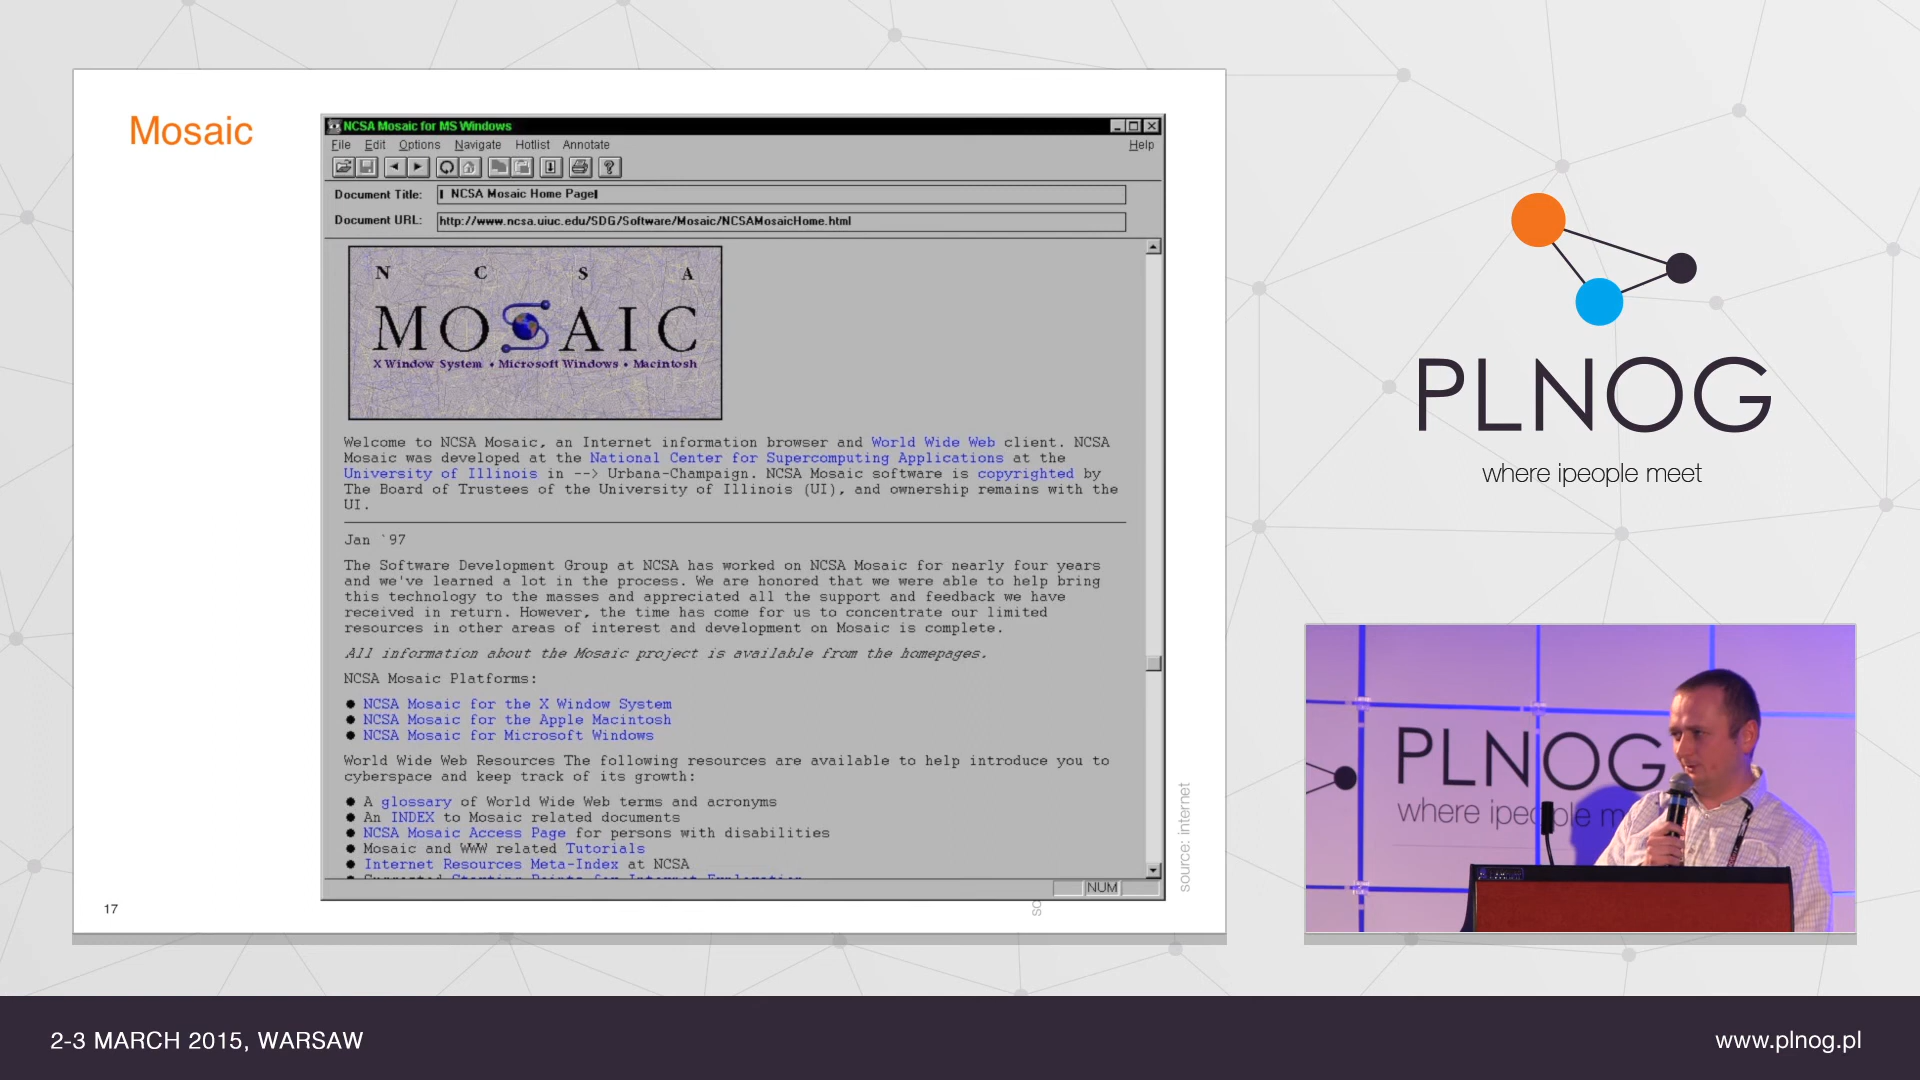 Mosaic
NCSA Mosaic for MS Windows
File Edit Options Navigate Hotlist Annotate Help
Document Title: NCSA Mosaic Home Page
Document URL: http://www.ncsa.uiuc.edu/SDG/Software/Mosaic/NCSAMosaicHome.html
N C S A
MOSAIC
X Window System • Microsoft Windows • Macintosh
Welcome to NCSA Mosaic, an Internet information browser and World Wide Web client. NCSA
Mosaic was developed at the National Center for Supercomputing Applications at the
University of Illinois in --> Urbana-Champaign. NCSA Mosaic software is copyrighted by
The Board of Trustees of the University of Illinois (UI), and ownership remains with the
UI.
Jan `97
The Software Development Group at NCSA has worked on NCSA Mosaic for nearly four years
and we've learned a lot in the process. We are honored that we were able to help bring
this technology to the masses and appreciated all the support and feedback we have
received in return. However, the time has come for us to concentrate our limited
resources in other areas of interest and development on Mosaic is complete.
All information about the Mosaic project is available from the homepages.
NCSA Mosaic Platforms:
● NCSA Mosaic for the X Window System
● NCSA Mosaic for the Apple Macintosh
● NCSA Mosaic for Microsoft Windows
World Wide Web Resources The following resources are available to help introduce you to
cyberspace and keep track of its growth:
● A glossary of World Wide Web terms and acronyms
● An INDEX to Mosaic related documents
● NCSA Mosaic Access Page for persons with disabilities
● Mosaic and WWW related Tutorials
● Internet Resources Meta-Index at NCSA
NUM
source: internet
17
PLNOG
where ipeople meet
PLNOG
where ipeople m
2-3 MARCH 2015, WARSAW
www.plnog.pl